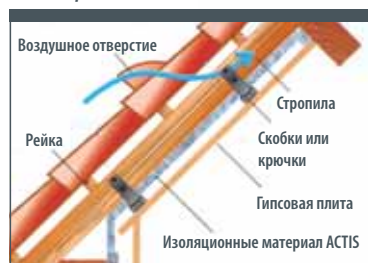 Воздушное отверстие
Стропила
Рейка
Скобки или
крючки
Гипсовая плита
Изоляционные материал ACTIS